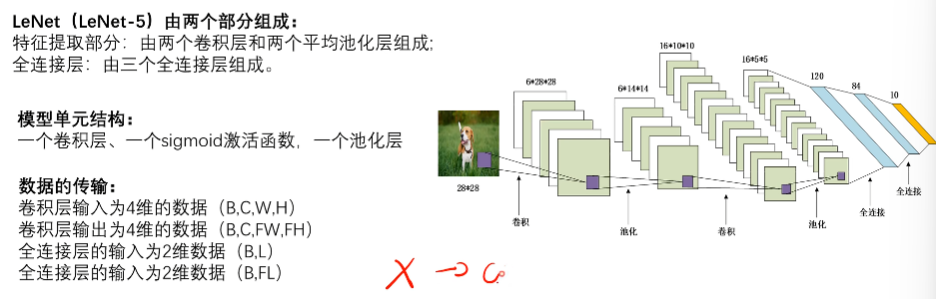 LeNet（LeNet-5）由两个部分组成：
特征提取部分：由两个卷积层和两个平均池化层组成;
全连接层：由三个全连接层组成。
模型单元结构：
一个卷积层、一个sigmoid激活函数，一个池化层
数据的传输：
卷积层输入为4维的数据（B,C,W,H）
卷积层输出为4维的数据（B,C,FW,FH）
全连接层的输入为2维数据（B,L）
全连接层的输入为2维数据（B,FL）
28*28
6*28*28
6*14*14
16*10*10
16*5*5
120
84
10
卷积
池化
卷积
池化
全连接
全连接
X →